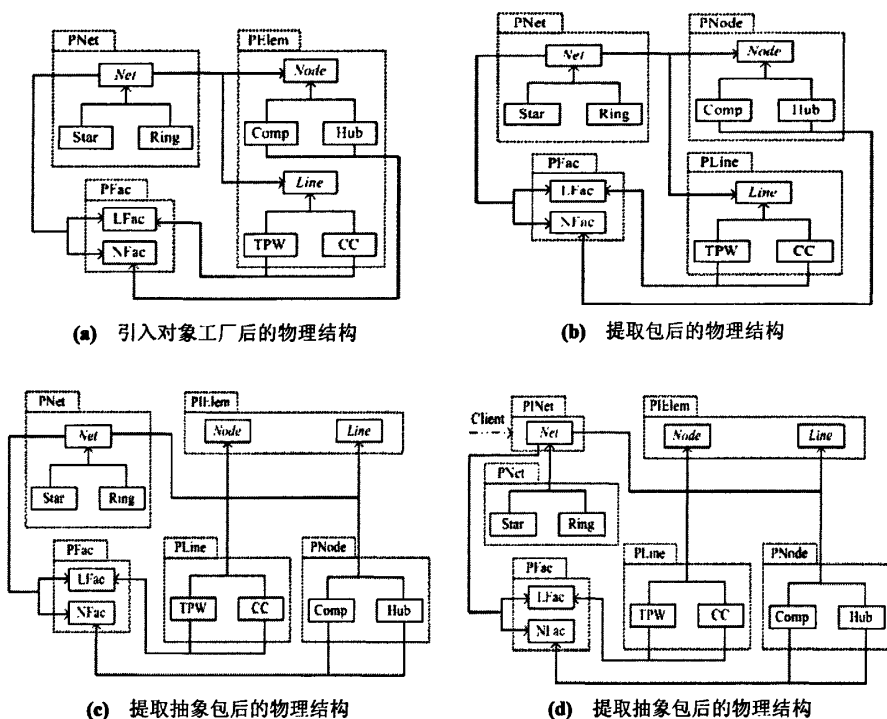 PNet
Net
Star
Ring
PElem
Node
Comp
Hub
Line
TPW
CC
PFac
LFac
NFac
(a) 引入对象工厂后的物理结构
PNet
Net
Star
Ring
PNode
Node
Comp
Hub
PFac
LFac
NFac
PLine
Line
TPW
CC
(b) 提取包后的物理结构
PNet
Net
Star
Ring
PIElem
Node
Line
PFac
LFac
NFac
PLine
TPW
CC
PNode
Comp
Hub
(c) 提取抽象包后的物理结构
Client
PINet
Net
PIElem
Node
Line
PNet
Star
Ring
PFac
LFac
NFac
PLine
TPW
CC
PNode
Comp
Hub
(d) 提取抽象包后的物理结构